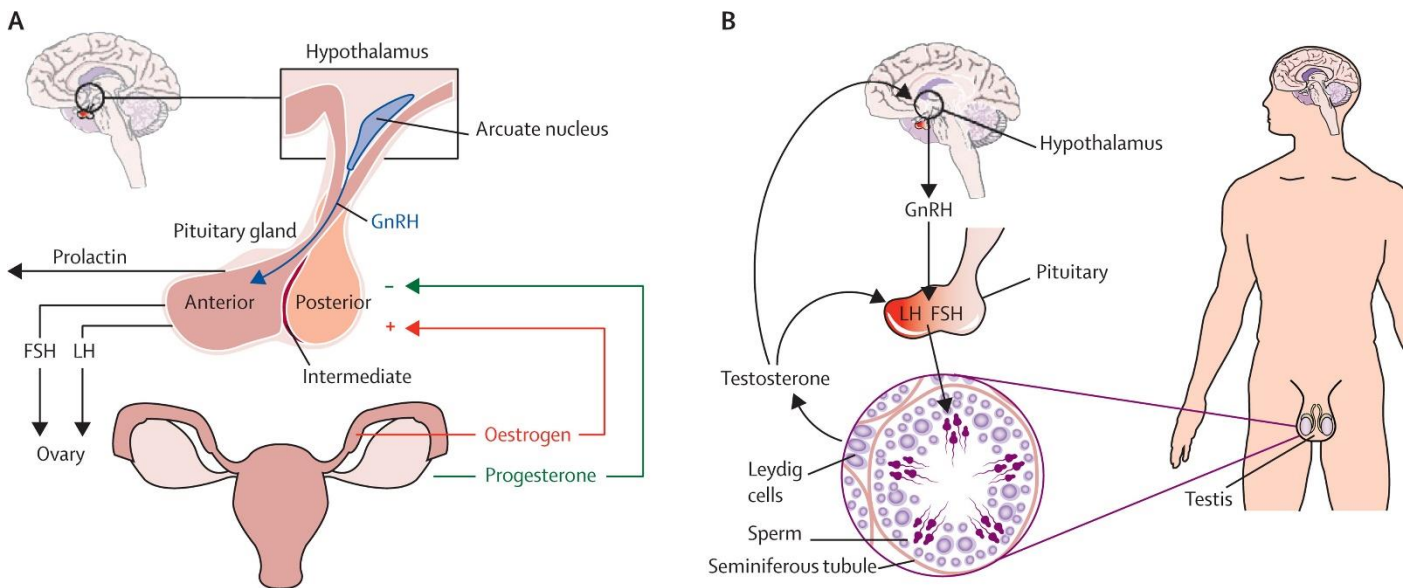 A
Hypothalamus
Arcuate nucleus
GnRH
Pituitary gland
Prolactin
Anterior
Posterior
–
+
FSH
LH
Intermediate
Ovary
Oestrogen
Progesterone
B
Hypothalamus
GnRH
Pituitary
LH FSH
Testosterone
Leydig
cells
Sperm
Seminiferous tubule
Testis